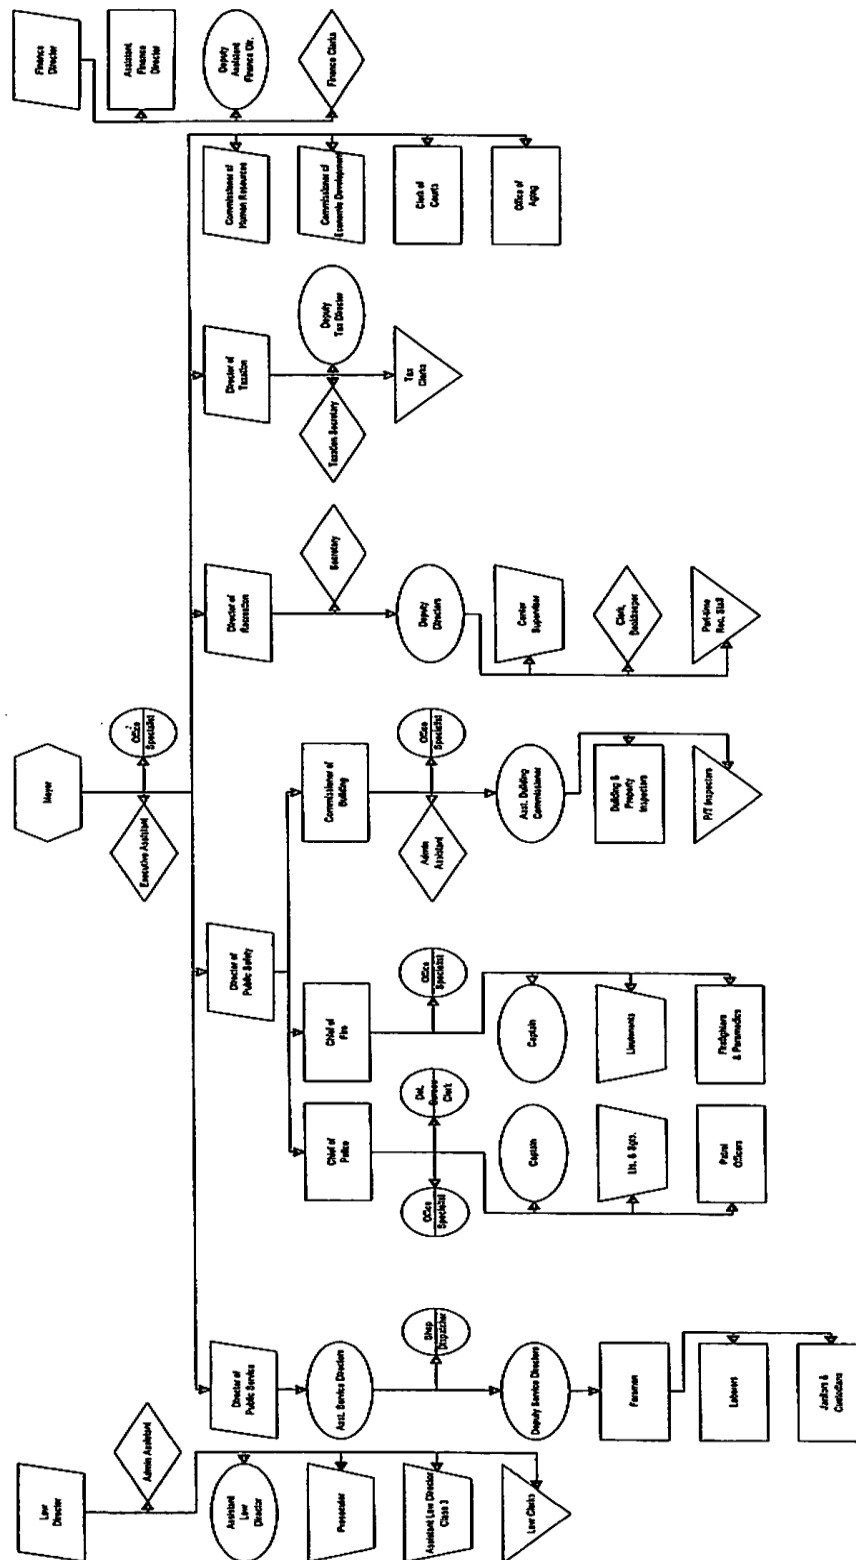 Law
Director
Admin Assistant
Assistant
Law
Director
Prosecutor
Assistant Law Director
Class 3
Law Clerks
Mayor
Executive Assistant
Office
Specialist
Director of
Public Service
Asst. Service Directors
Shop
Dispatcher
Deputy Service Directors
Foreman
Laborers
Janitors &
Custodians
Director of
Public Safety
Chief of
Police
Office
Specialist
Det.
Bureau
Clerk
Captain
Lts. & Sgts.
Patrol
Officers
Chief of
Fire
Office
Specialist
Captain
Lieutenants
Firefighters
& Paramedics
Commissioner of
Building
Admin
Assistant
Office
Specialist
Asst. Building
Commissioner
Building &
Property
Inspectors
P/T Inspectors
Director of
Recreation
Secretary
Deputy
Directors
Center
Supervisor
Clerk,
Bookkeeper
Part-time
Rec. Staff
Director of
Taxation
Taxation Secretary
Deputy
Tax Director
Tax
Clerks
Commissioner of
Human Resources
Commissioner of
Economic Development
Clerk of
Courts
Office of
Aging
Finance
Director
Assistant
Finance
Director
Deputy
Assistant
Finance Dir.
Finance Clerks